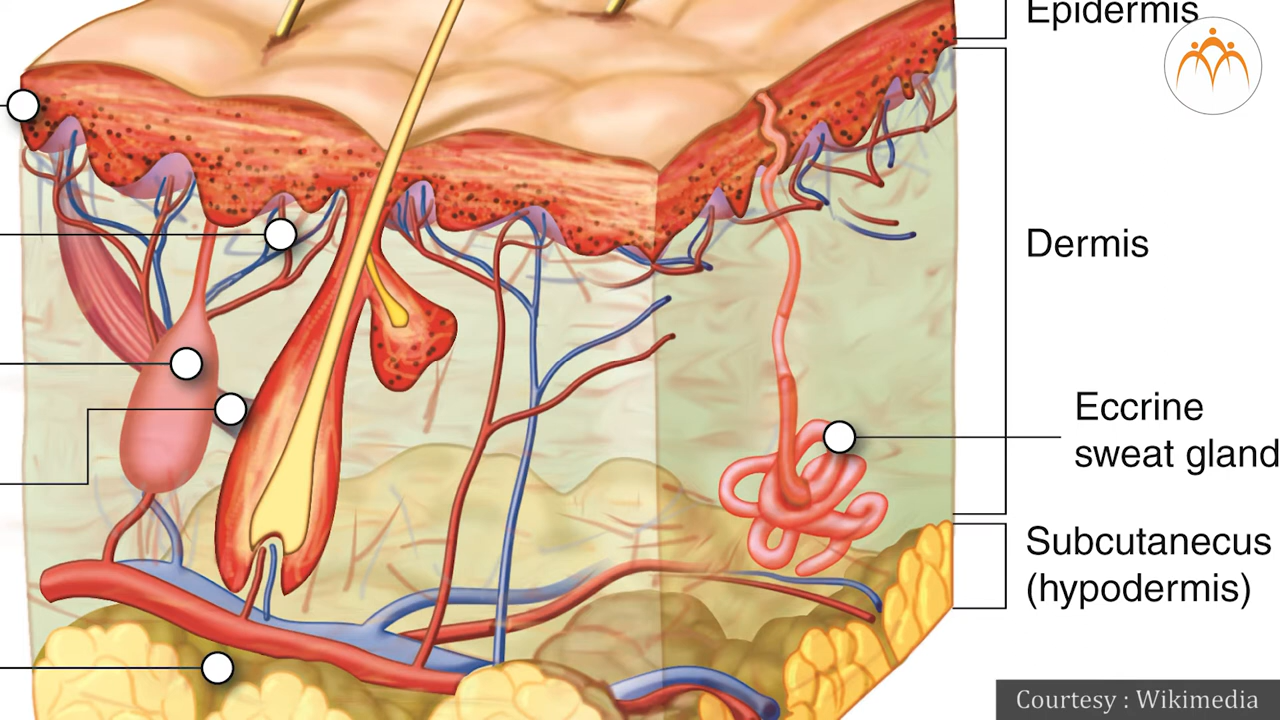 Epidermis
Dermis
Eccrine
sweat gland
Subcutanecus
(hypodermis)
Courtesy : Wikimedia